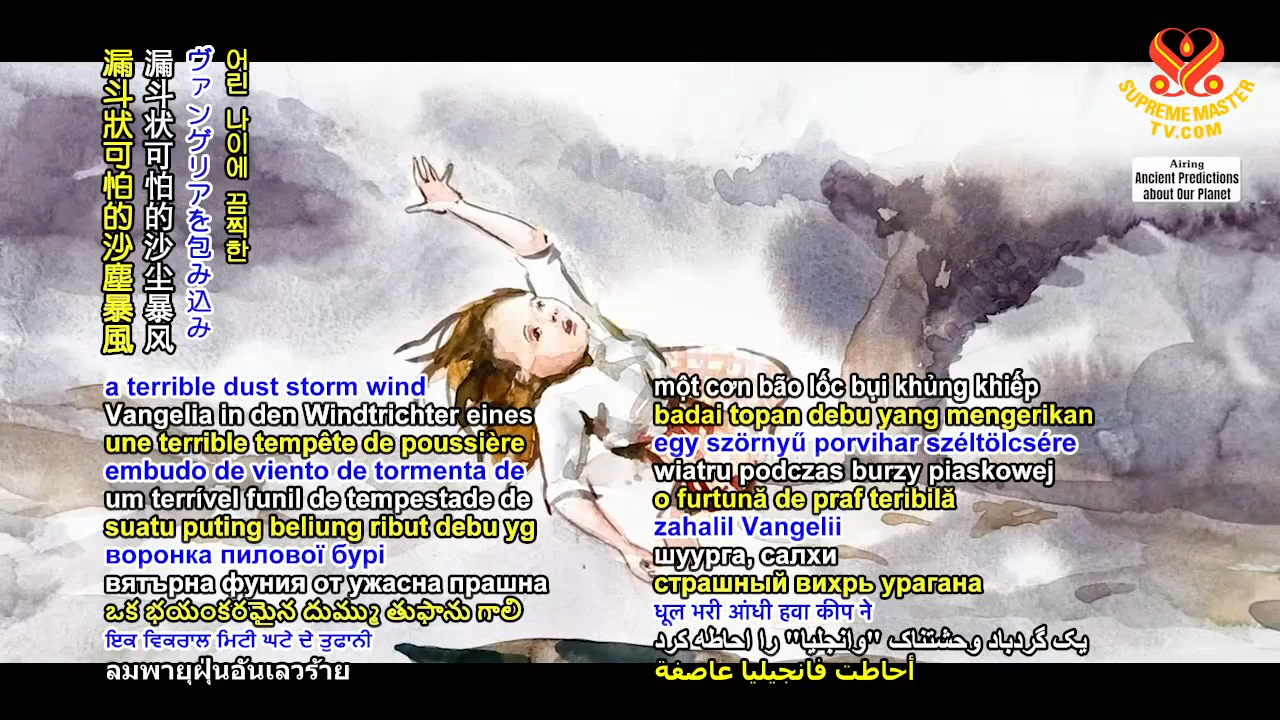 漏斗狀可怕的沙塵暴風
漏斗状可怕的沙尘暴风
ヴァングリアを包み込み
어린 나이에 끔찍한
SUPREME MASTER
TV.COM
Airing
Ancient Predictions
about Our Planet
a terrible dust storm wind
Vangelia in den Windtrichter eines
une terrible tempête de poussière
embudo de viento de tormenta de
um terrível funil de tempestade de
suatu puting beliung ribut debu yg
воронка пилової бурі
вятърна фуния от ужасна прашна
ఒక భయంకరమైన దుమ్ము తుఫాను గాలి
ਇਕ ਵਿਕਰਾਲ ਮਿਟੀ ਘਟੇ ਦੇ ਤੁਫਾਨੀ
ลมพายุฝุ่นอันเลวร้าย
một cơn bão lốc bụi khủng khiếp
badai topan debu yang mengerikan
egy szörnyű porvihar széltölcsére
wiatru podczas burzy piaskowej
o furtună de praf teribilă
zahalil Vangelii
шуурга, салхи
страшный вихрь урагана
धूल भरी आंधी हवा कीप ने
یک گردباد وحشتناک "وانجلیا" را احاطه کرد
أحاطت فانجيليا عاصفة